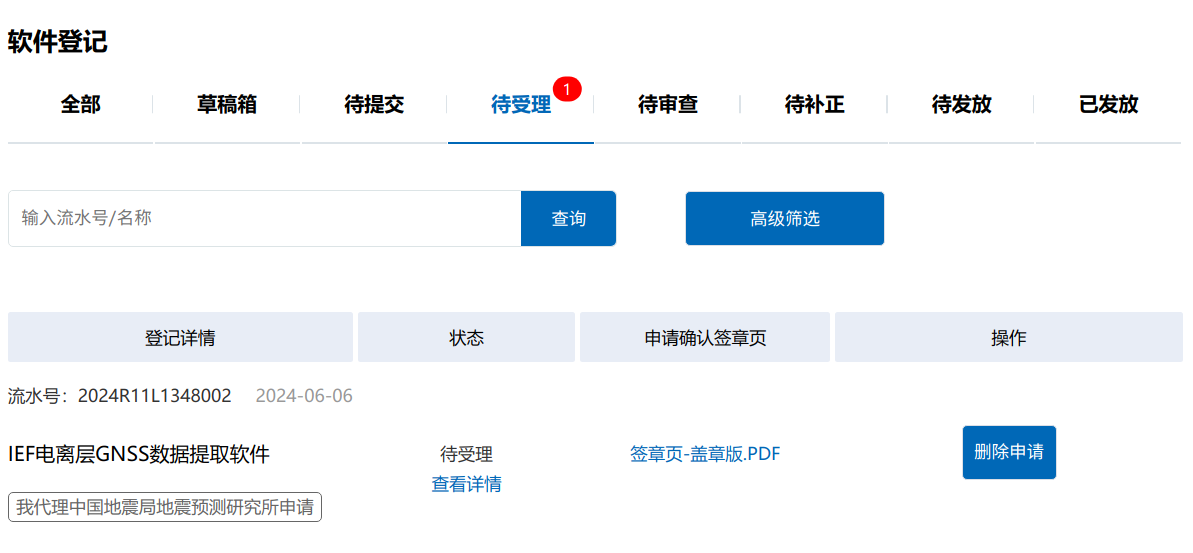 软件登记
全部 草稿箱 待提交 待受理 1 待审查 待补正 待发放 已发放
输入流水号/名称 查询 高级筛选
登记详情 状态 申请确认签章页 操作
流水号：2024R11L1348002 2024-06-06
IEF电离层GNSS数据提取软件 待受理 签章页-盖章版.PDF 删除申请
查看详情
我代理中国地震局地震预测研究所申请